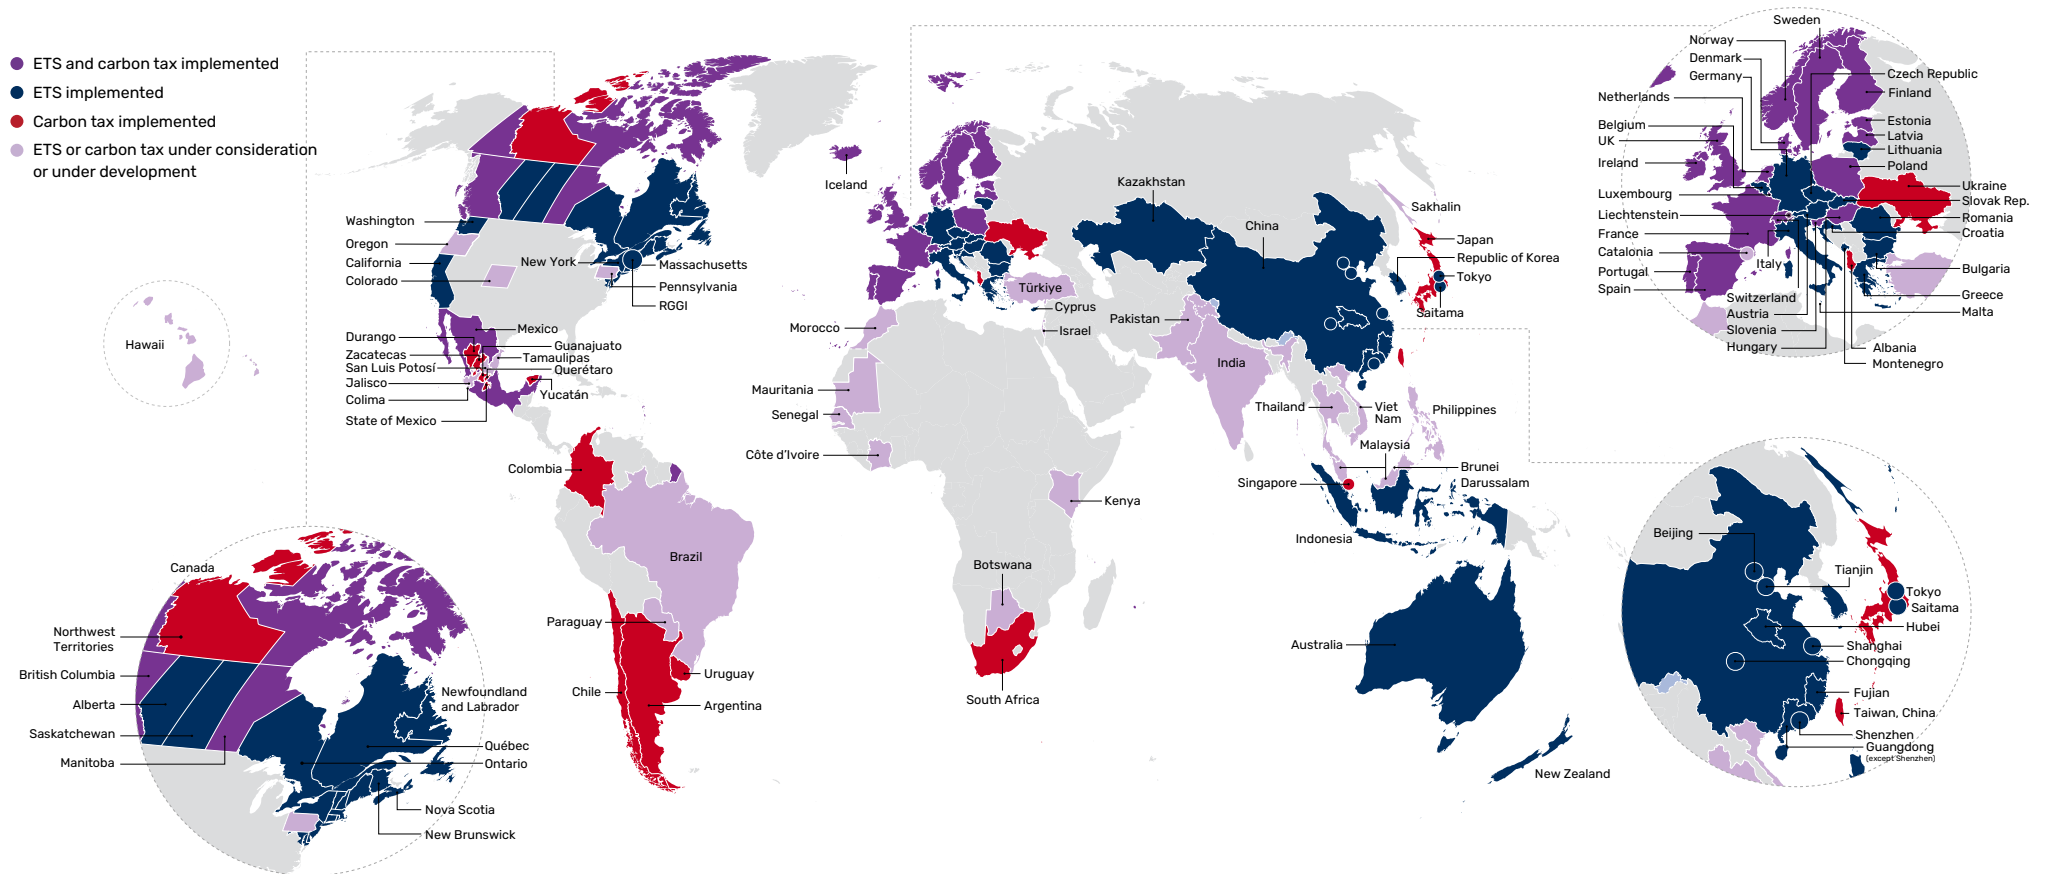 ETS and carbon tax implemented
ETS implemented
Carbon tax implemented
ETS or carbon tax under consideration
or under development
Hawaii
Washington
Oregon
California
Colorado
New York
Massachusetts
Pennsylvania
RGGI
Durango
Zacatecas
San Luis Potosí
Jalisco
Colima
State of Mexico
Mexico
Guanajuato
Tamaulipas
Querétaro
Yucatán
Colombia
Brazil
Paraguay
Chile
Uruguay
Argentina
Canada
Northwest
Territories
British Columbia
Alberta
Saskatchewan
Manitoba
Newfoundland
and Labrador
Québec
Ontario
Nova Scotia
New Brunswick
Iceland
Morocco
Mauritania
Senegal
Côte d'Ivoire
Kenya
Botswana
South Africa
Türkiye
Cyprus
Israel
Kazakhstan
China
Pakistan
India
Sakhalin
Japan
Republic of Korea
Tokyo
Saitama
Thailand
Viet
Nam
Philippines
Malaysia
Singapore
Brunei
Darussalam
Indonesia
Australia
New Zealand
Sweden
Norway
Denmark
Germany
Netherlands
Belgium
UK
Ireland
Luxembourg
Liechtenstein
France
Catalonia
Portugal
Spain
Italy
Switzerland
Austria
Slovenia
Hungary
Czech Republic
Finland
Estonia
Latvia
Lithuania
Poland
Ukraine
Slovak Rep.
Romania
Croatia
Bulgaria
Greece
Malta
Albania
Montenegro
Beijing
Tianjin
Tokyo
Saitama
Hubei
Shanghai
Chongqing
Fujian
Taiwan, China
Shenzhen
Guangdong
(except Shenzhen)